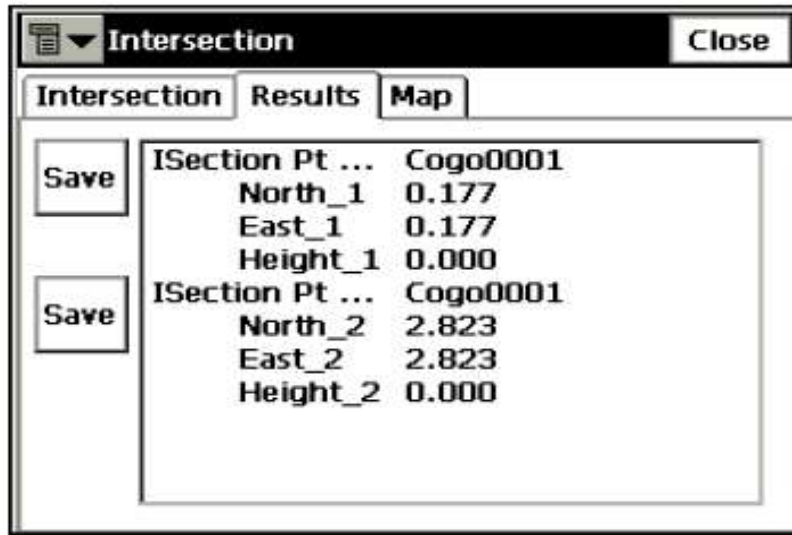 Intersection Close
Intersection Results Map
Save
ISection Pt ... Cogo0001
North_1 0.177
East_1 0.177
Height_1 0.000
Save
ISection Pt ... Cogo0001
North_2 2.823
East_2 2.823
Height_2 0.000